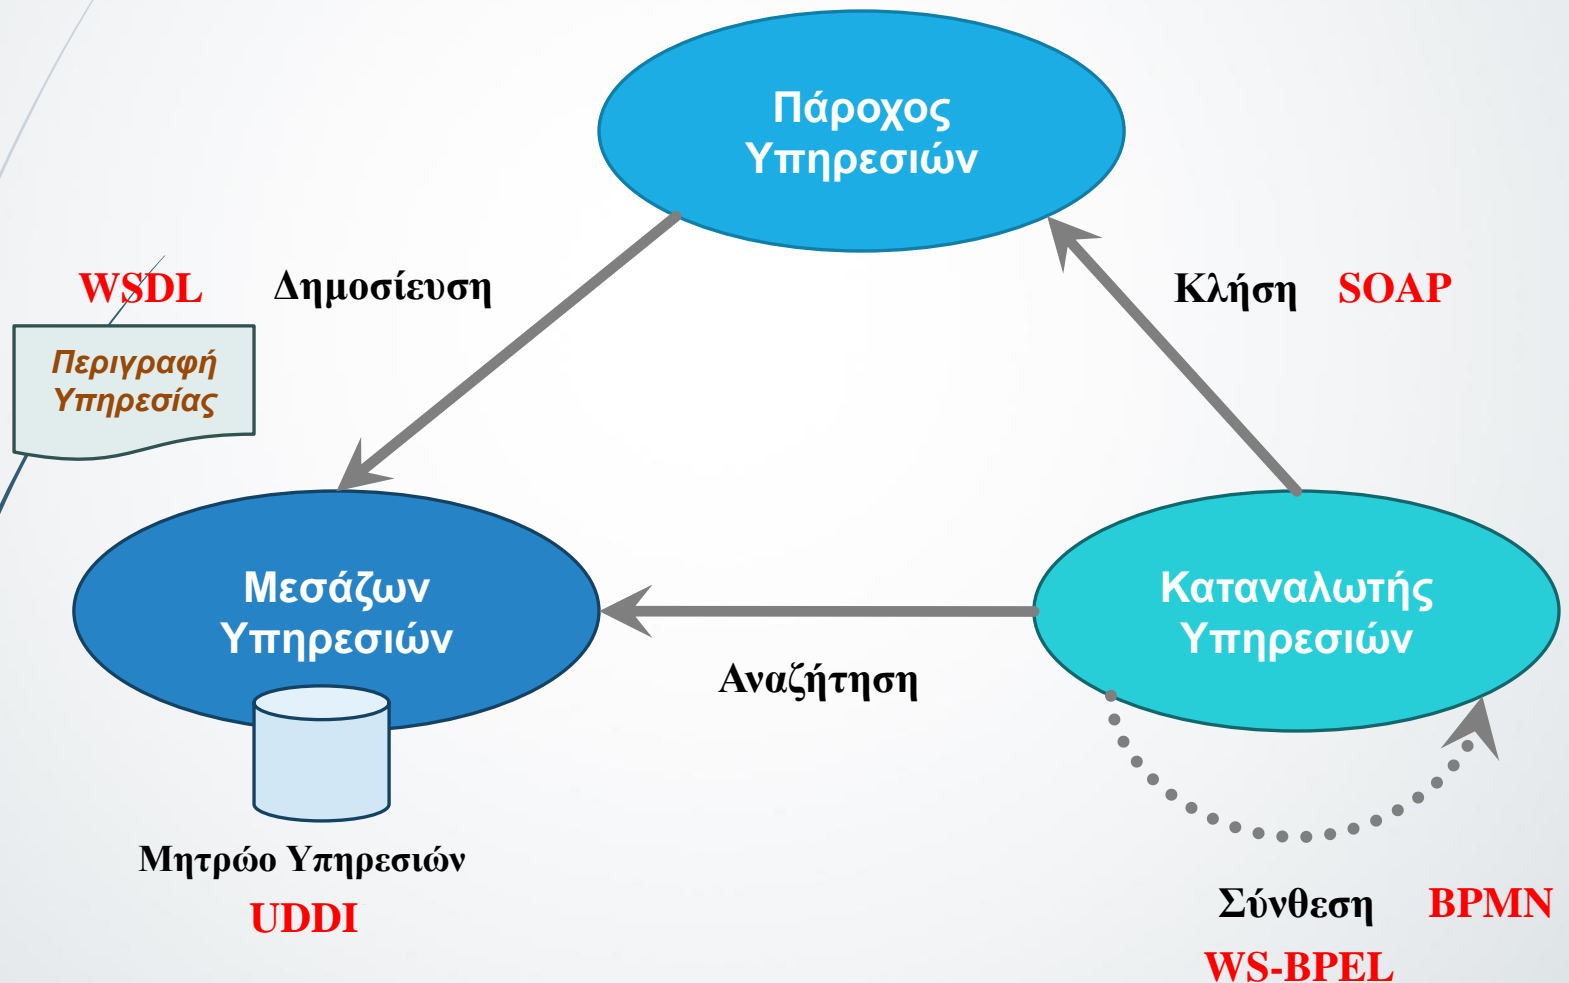 Πάροχος
Υπηρεσιών
WSDL
Δημοσίευση
Κλήση
SOAP
Περιγραφή
Υπηρεσίας
Μεσάζων
Υπηρεσιών
Καταναλωτής
Υπηρεσιών
Αναζήτηση
Μητρώο Υπηρεσιών
UDDI
Σύνθεση
BPMN
WS-BPEL